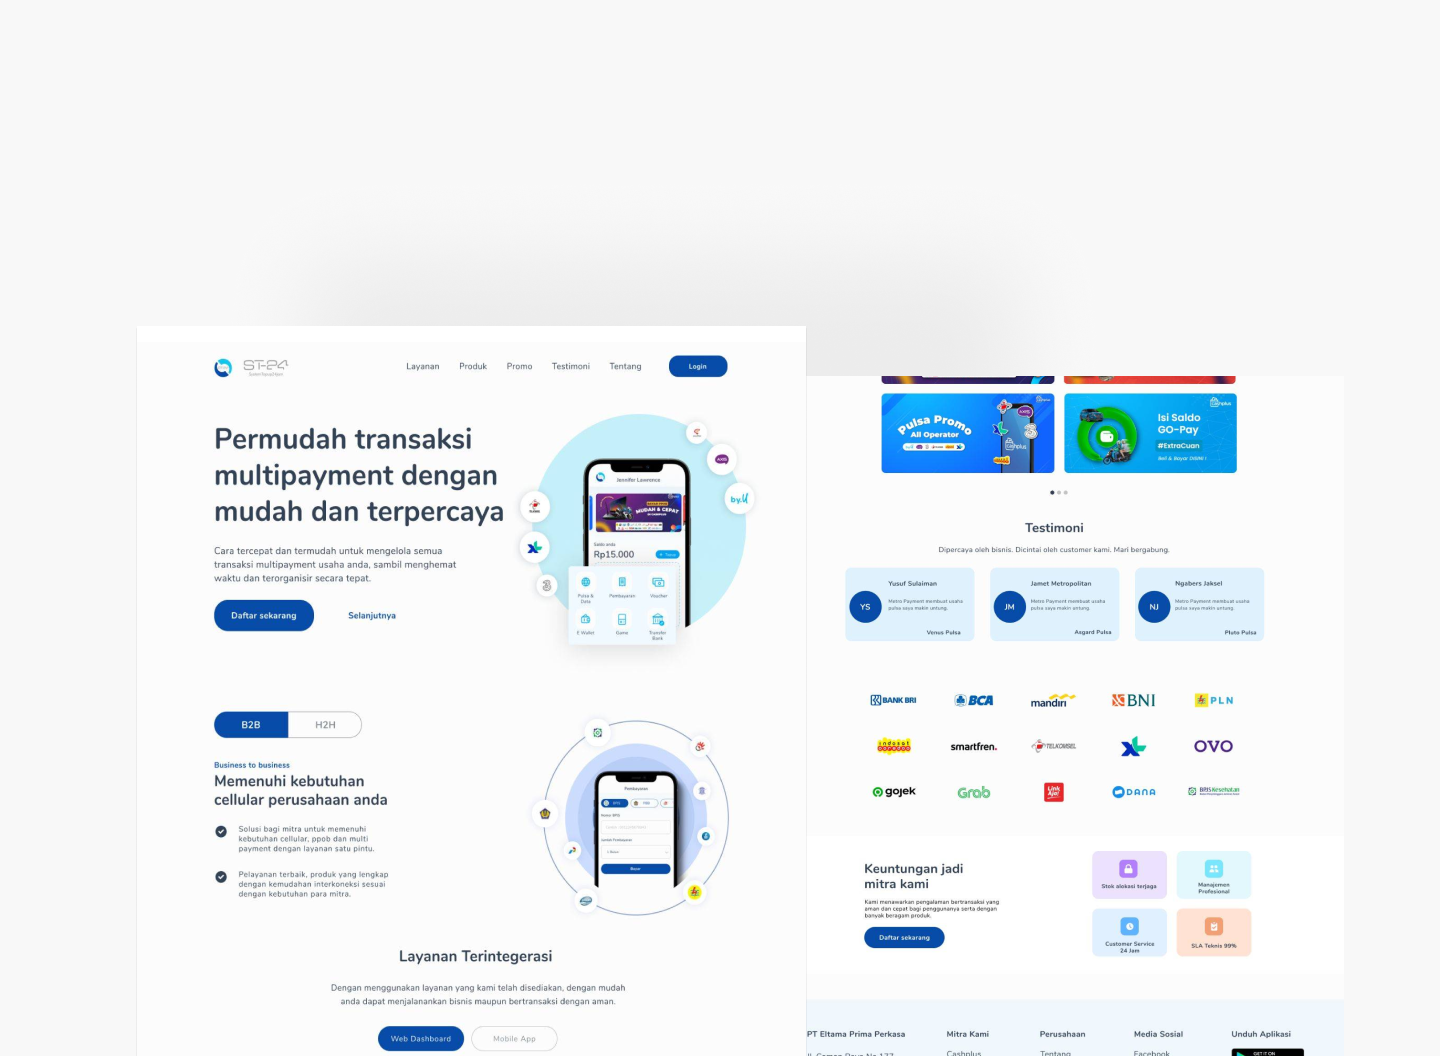 ST-24
Layanan
Produk
Promo
Testimoni
Tentang
Login
Permudah transaksi
multipayment dengan
mudah dan terpercaya
Cara tercepat dan termudah untuk mengelola semua
transaksi multipayment usaha anda, sambil menghemat
waktu dan terorganisir secara tepat.
Daftar sekarang
Selanjutnya
Jennifer Lawrence
MUDAH & CEPAT
Saldo anda
Rp15.000
Pulsa &
Data
Pembayaran
Voucher
E Wallet
Game
Transfer
Bank
by.U
B2B
H2H
Business to business
Memenuhi kebutuhan
cellular perusahaan anda
Solusi bagi mitra untuk memenuhi
kebutuhan cellular, ppob dan multi
payment dengan layanan satu pintu.
Pelayanan terbaik, produk yang lengkap
dengan kemudahan interkoneksi sesuai
dengan kebutuhan para mitra.
Pembayaran
BPJS
Bayar
Layanan Terintegerasi
Dengan menggunakan layanan yang kami telah disediakan, dengan mudah
anda dapat menjalanankan bisnis maupun bertransaksi dengan aman.
Web Dashboard
Mobile App
Pulsa Promo
All Operator
Isi Saldo
GO-Pay
#ExtraCuan
Beli & Bayar DISINI !
Testimoni
Dipercaya oleh bisnis. Dicintai oleh customer kami. Mari bergabung.
YS
Yusuf Sulaiman
Metro Payment membuat usaha
pulsa saya makin untung.
Venus Pulsa
JM
Jamet Metropolitan
Metro Payment membuat usaha
pulsa saya makin untung.
Asgard Pulsa
NJ
Ngabers Jaksel
Metro Payment membuat usaha
pulsa saya makin untung.
Pluto Pulsa
BANK BRI
BCA
mandırı
BNI
PLN
indosat
ooredoo
smartfren.
TELKOMSEL
XL
OVO
gojek
Grab
Link
Aja!
DANA
BPJS Kesehatan
Keuntungan jadi
mitra kami
Kami menawarkan pengalaman bertransaksi yang
aman dan cepat bagi penggunanya serta dengan
banyak beragam produk.
Daftar sekarang
Stok alokasi terjaga
Manajemen
Profesional
Customer Service
24 Jam
SLA Teknis 99%
PT Eltama Prima Perkasa
Mitra Kami
Perusahaan
Media Sosial
Unduh Aplikasi
Cashplus
Tentang
Facebook
GET IT ON